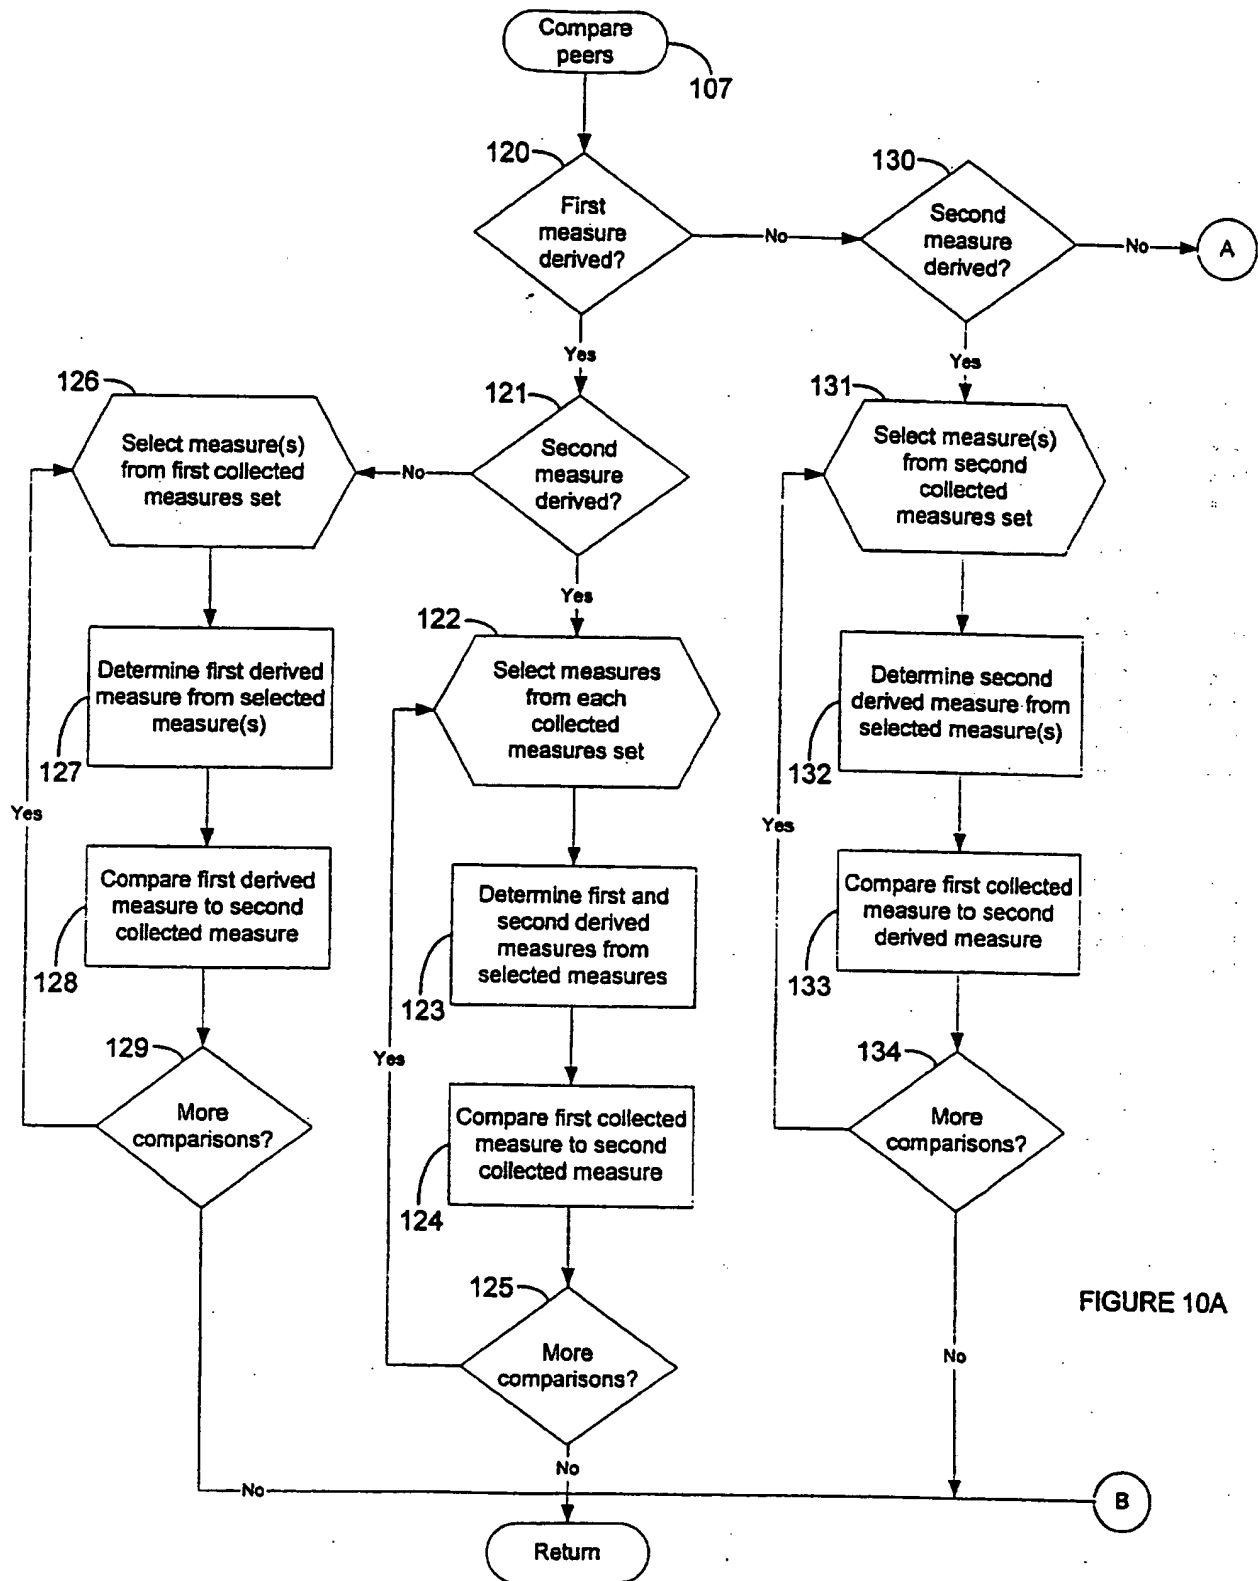 Compare
peers
107
120
First
measure
derived?
No
130
Second
measure
derived?
No
A
Yes
Yes
126
Select measure(s)
from first collected
measures set
No
121
Second
measure
derived?
131
Select measure(s)
from second
collected
measures set
Yes
122
Select measures
from each
collected
measures set
Determine first derived
measure from selected
measure(s)
127
Determine second
derived measure from
selected measure(s)
132
Yes
Yes
Compare first derived
measure to second
collected measure
128
Determine first and
second derived
measures from
selected measures
123
Compare first collected
measure to second
derived measure
133
Yes
129
More
comparisons?
134
More
comparisons?
Compare first collected
measure to second
collected measure
124
125
More
comparisons?
FIGURE 10A
No
No
No
B
Return